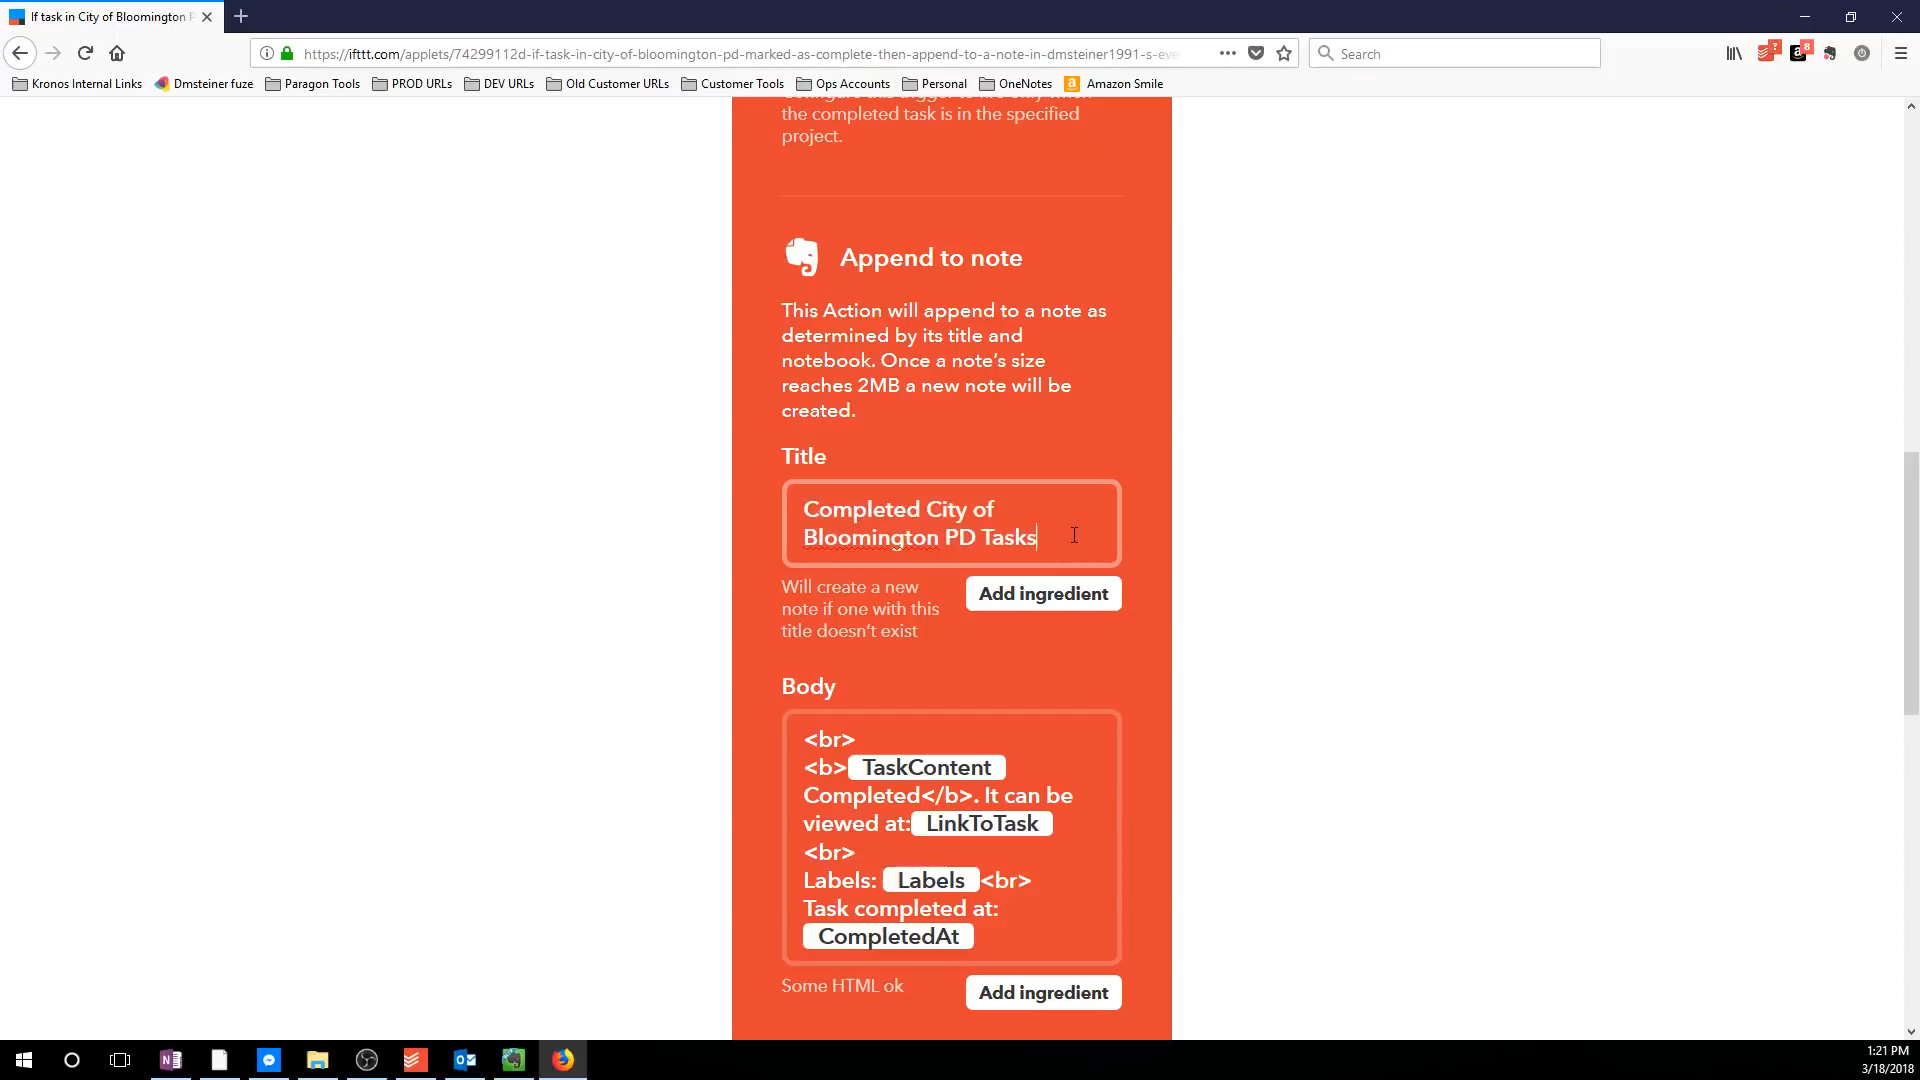 If task in City of Bloomington P
https://ifttt.com/applets/74299112d-if-task-in-city-of-bloomington-pd-marked-as-complete-then-append-to-a-note-in-dmsteiner1991-s-eve
Search
Kronos Internal Links
Dmsteiner fuze
Paragon Tools
PROD URLs
DEV URLs
Old Customer URLs
Customer Tools
Ops Accounts
Personal
OneNotes
Amazon Smile
the completed task is in the specified
project.
Append to note
This Action will append to a note as
determined by its title and
notebook. Once a note's size
reaches 2MB a new note will be
created.
Title
Completed City of
Bloomington PD Tasks
Will create a new
note if one with this
title doesn't exist
Add ingredient
Body
<br>
<b> TaskContent
Completed</b>. It can be
viewed at: LinkToTask
<br>
Labels: Labels <br>
Task completed at:
CompletedAt
Some HTML ok
Add ingredient
1:21 PM
3/18/2018